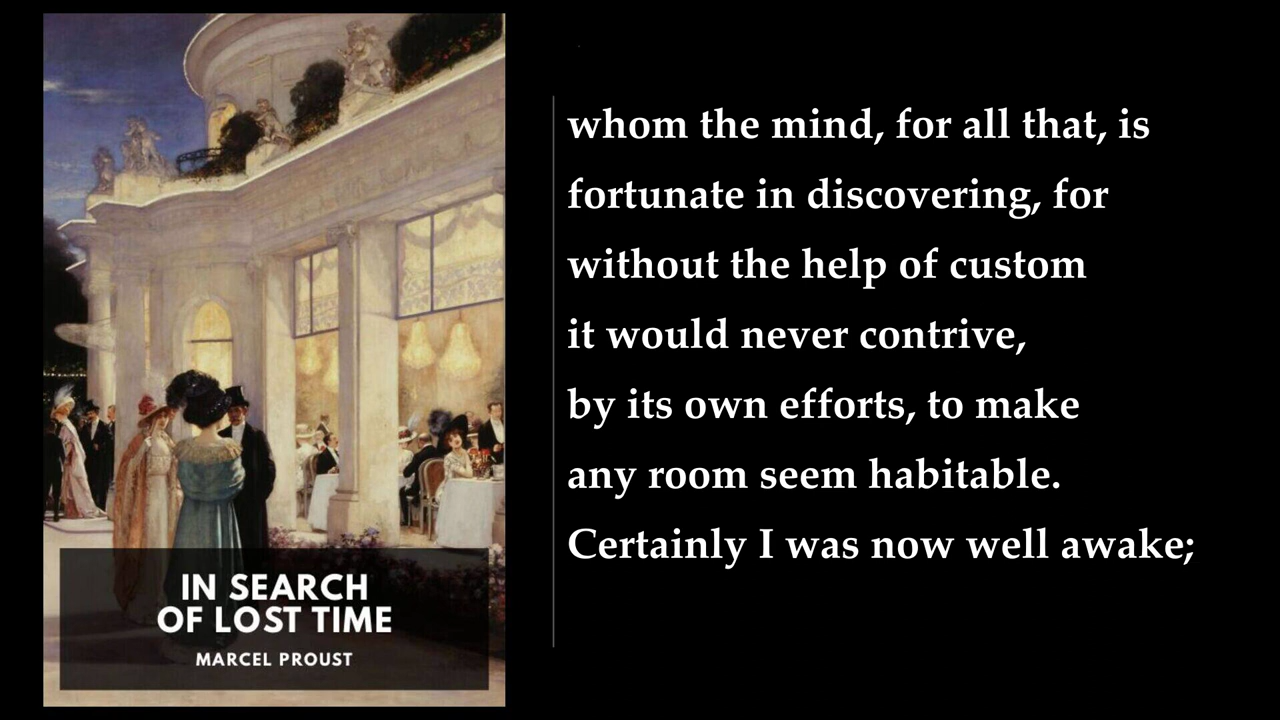 IN SEARCH
OF LOST TIME
MARCEL PROUST
whom the mind, for all that, is
fortunate in discovering, for
without the help of custom
it would never contrive,
by its own efforts, to make
any room seem habitable.
Certainly I was now well awake;